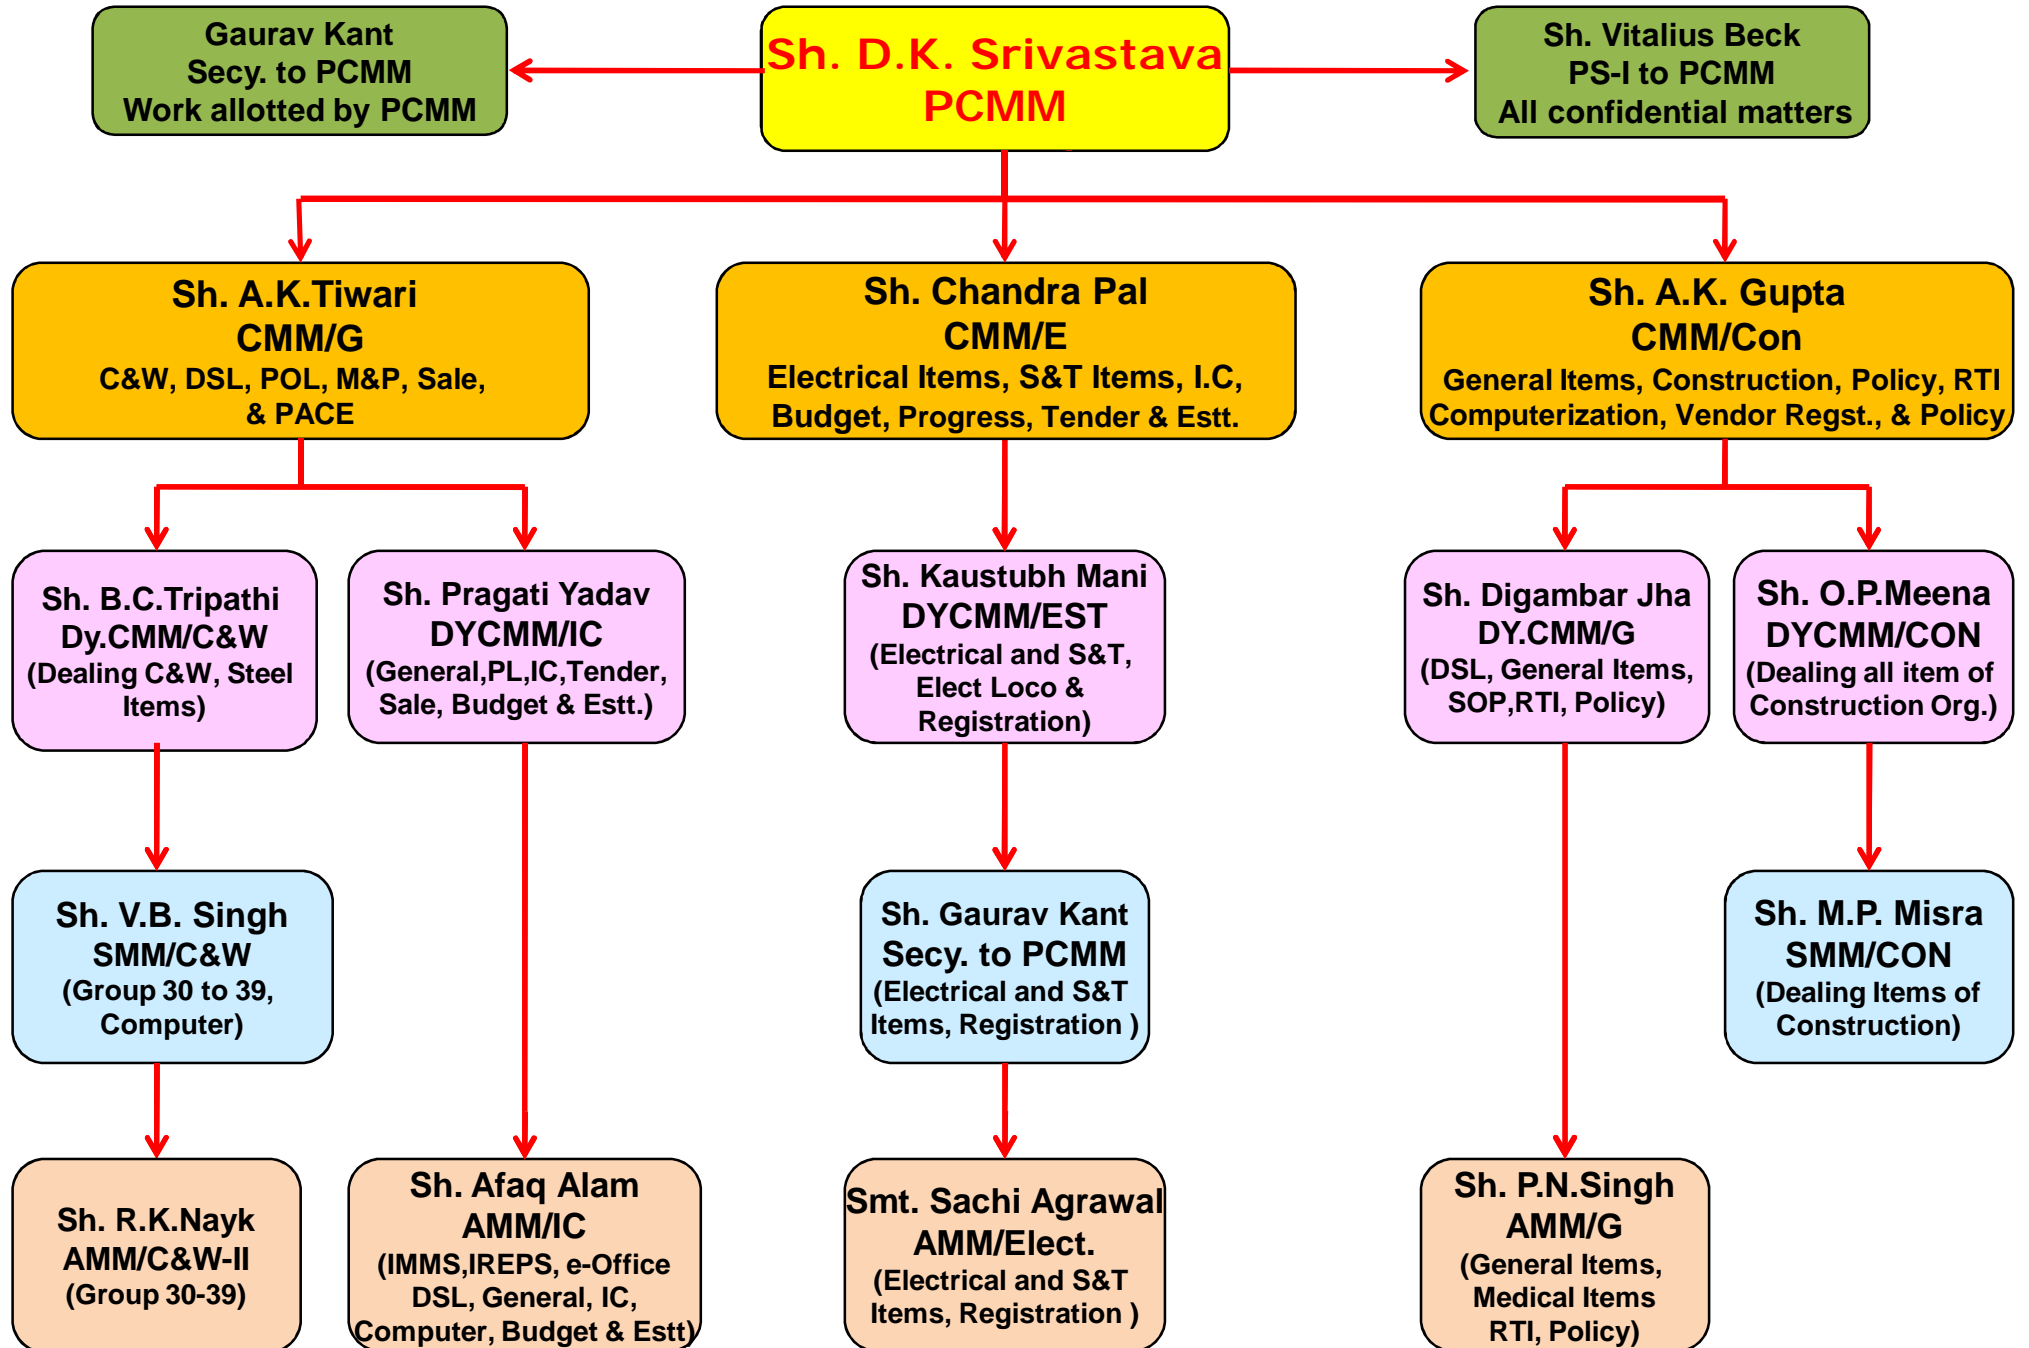 Gaurav Kant
Secy. to PCMM
Work allotted by PCMM
Sh. D.K. Srivastava
PCMM
Sh. Vitalius Beck
PS-I to PCMM
All confidential matters
Sh. A.K.Tiwari
CMM/G
C&W, DSL, POL, M&P, Sale,
& PACE
Sh. Chandra Pal
CMM/E
Electrical Items, S&T Items, I.C,
Budget, Progress, Tender & Estt.
Sh. A.K. Gupta
CMM/Con
General Items, Construction, Policy, RTI
Computerization, Vendor Regst., & Policy
Sh. B.C.Tripathi
Dy.CMM/C&W
(Dealing C&W, Steel
Items)
Sh. Pragati Yadav
DYCMM/IC
(General,PL,IC,Tender,
Sale, Budget & Estt.)
Sh. Kaustubh Mani
DYCMM/EST
(Electrical and S&T,
Elect Loco &
Registration)
Sh. Digambar Jha
DY.CMM/G
(DSL, General Items,
SOP,RTI, Policy)
Sh. O.P.Meena
DYCMM/CON
(Dealing all item of
Construction Org.)
Sh. V.B. Singh
SMM/C&W
(Group 30 to 39,
Computer)
Sh. Gaurav Kant
Secy. to PCMM
(Electrical and S&T
Items, Registration )
Sh. M.P. Misra
SMM/CON
(Dealing Items of
Construction)
Sh. R.K.Nayk
AMM/C&W-II
(Group 30-39)
Sh. Afaq Alam
AMM/IC
(IMMS,IREPS, e-Office
DSL, General, IC,
Computer, Budget & Estt)
Smt. Sachi Agrawal
AMM/Elect.
(Electrical and S&T
Items, Registration )
Sh. P.N.Singh
AMM/G
(General Items,
Medical Items
RTI, Policy)